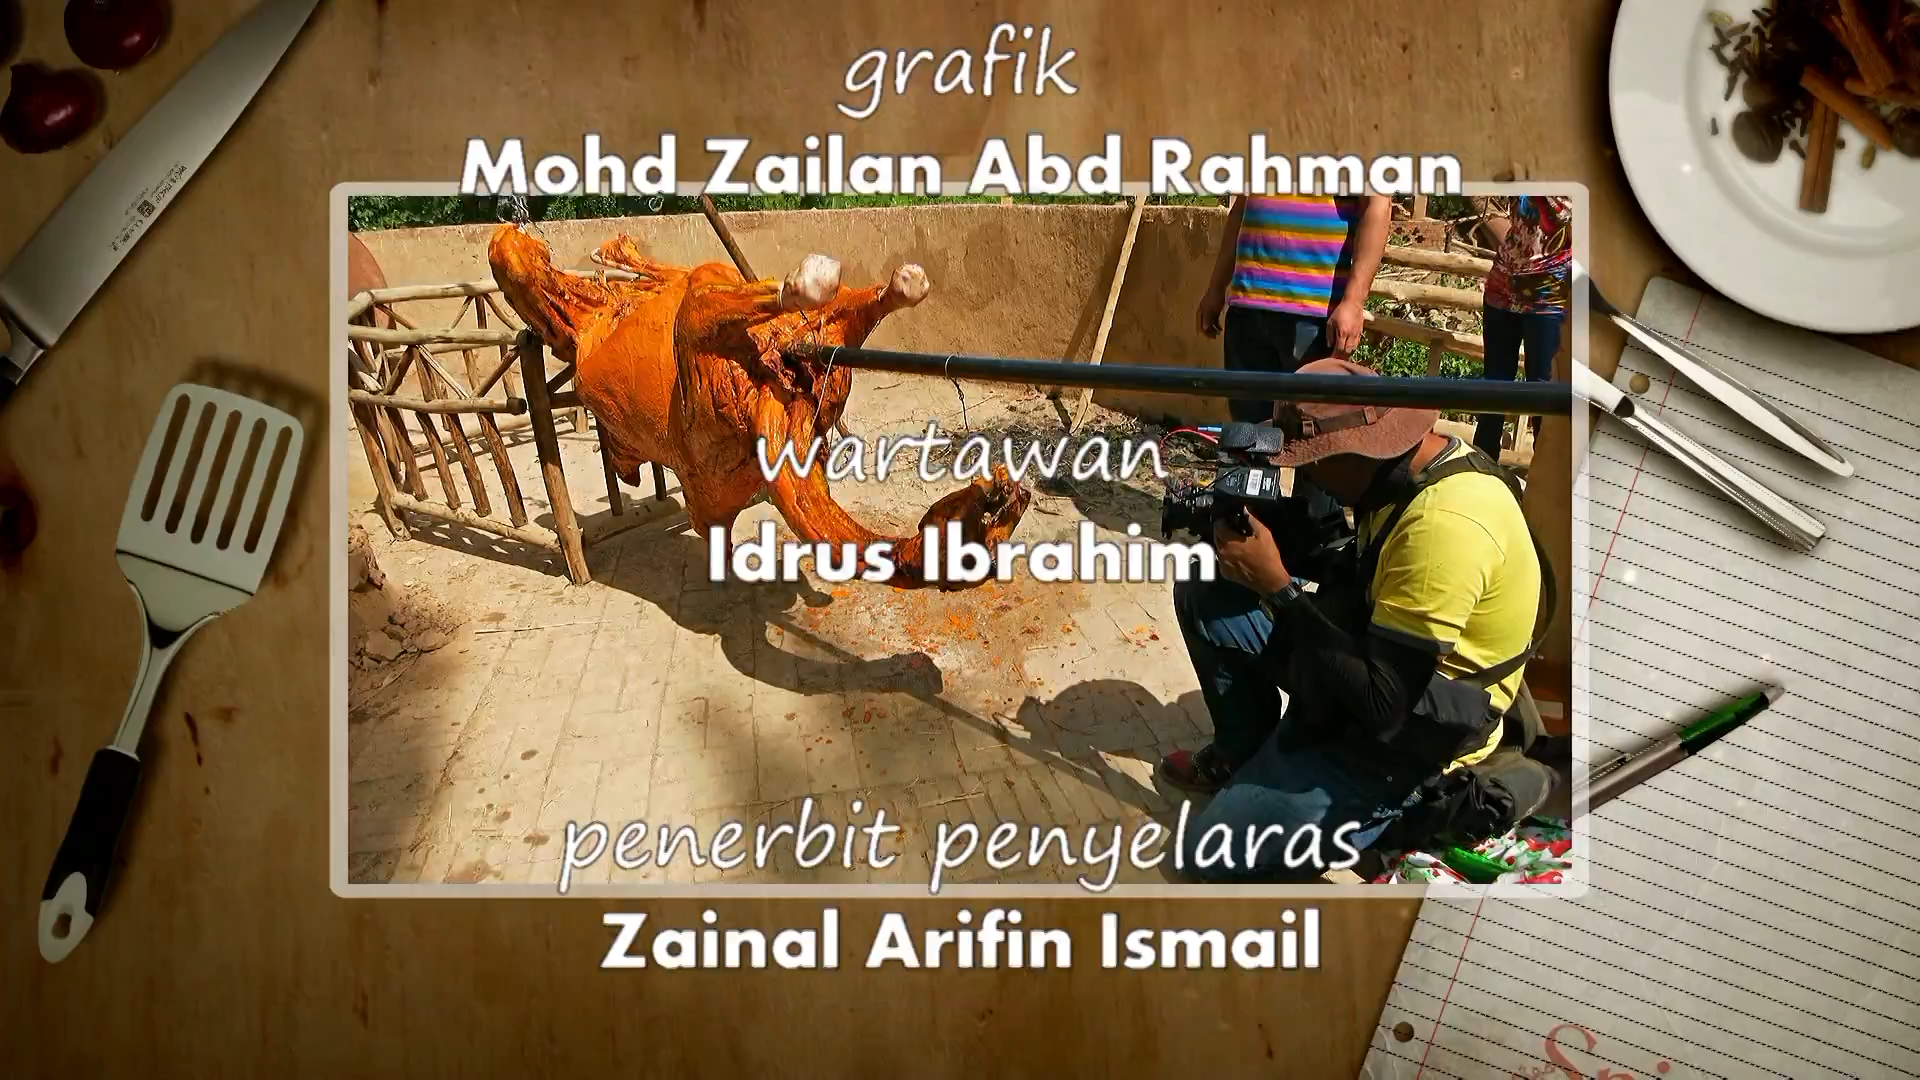 grafik
Mohd Zailan Abd Rahman
wartawan
Idrus Ibrahim
penerbit penyelaras
Zainal Arifin Ismail